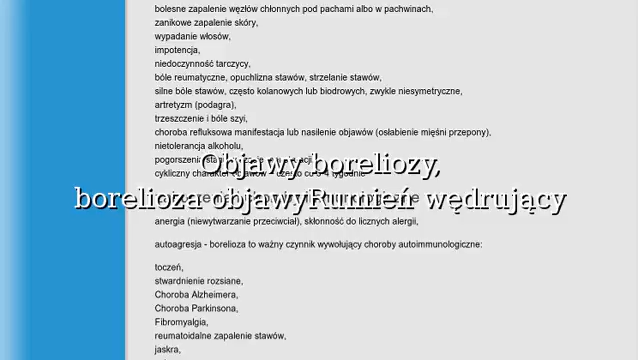 bolesne zapalenie węzłów chłonnych pod pachami albo w pachwinach,
zanikowe zapalenie skóry,
wypadanie włosów,
impotencja,
niedoczynność tarczycy,
bóle reumatyczne, opuchlizna stawów, strzelanie stawów,
silne bóle stawów, często kolanowych lub biodrowych, zwykle niesymetryczne,
artretyzm (podagra),
trzeszczenie i bóle szyi,
choroba refluksowa manifestacja lub nasilenie objawów (osłabienie mięśni przepony),
nietolerancja alkoholu,
Objawy boreliozy,
cykliczny
borelioza objawyRumień wędrujący
anergia (niewytwarzanie przeciwciał), skłonność do licznych alergii,
autoagresja - borelioza to ważny czynnik wywołujący choroby autoimmunologiczne:
toczeń,
stwardnienie rozsiane,
Choroba Alzheimera,
Choroba Parkinsona,
Fibromyalgia,
reumatoidalne zapalenie stawów,
jaskra,